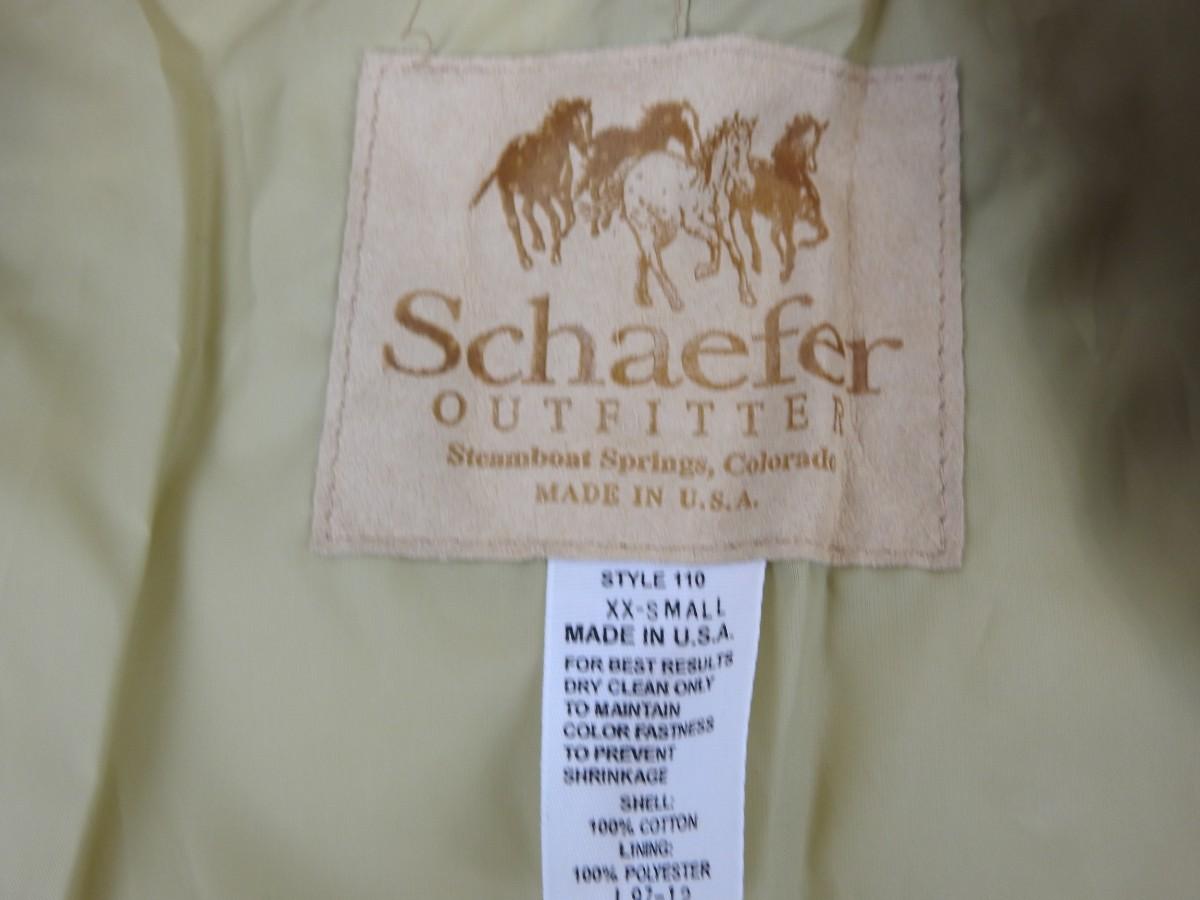 Schaefer
OUTFITTER
Steamboat Springs, Colorado
MADE IN U.S.A.
STYLE 110
XX-SMALL
MADE IN U.S.A.
FOR BEST RESULTS
DRY CLEAN ONLY
TO MAINTAIN
COLOR FASTNESS
TO PREVENT
SHRINKAGE
SHELL:
100% COTTON
LINING:
100% POLYESTER